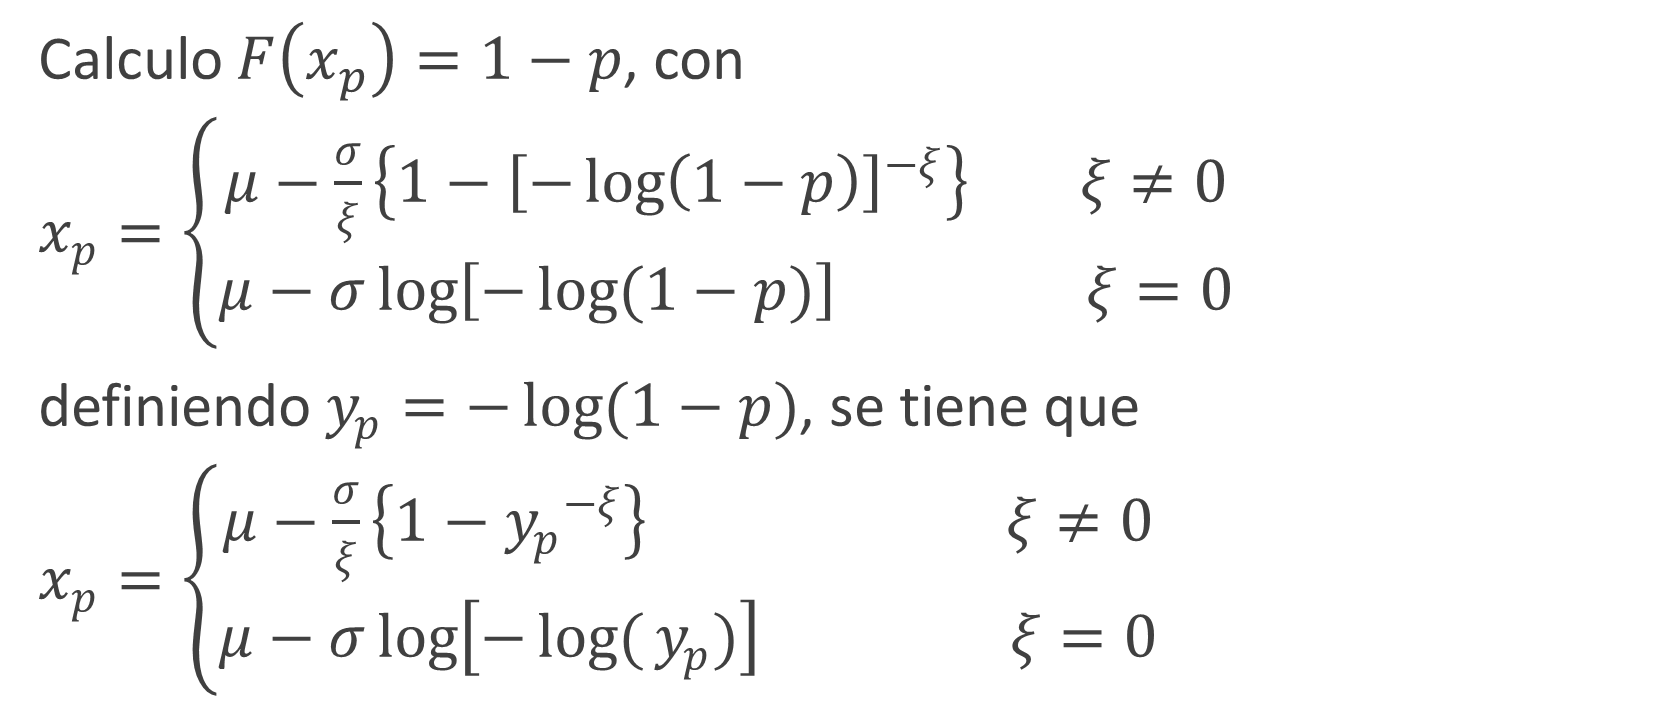 Calculo F(x_p) = 1 − p, con
x_p = { μ − σ/ξ {1 − [− log(1 − p)]^{−ξ}} ξ ≠ 0
μ − σ log[− log(1 − p)] ξ = 0
definiendo y_p = − log(1 − p), se tiene que
x_p = { μ − σ/ξ {1 − y_p^{−ξ}} ξ ≠ 0
μ − σ log[− log( y_p)] ξ = 0